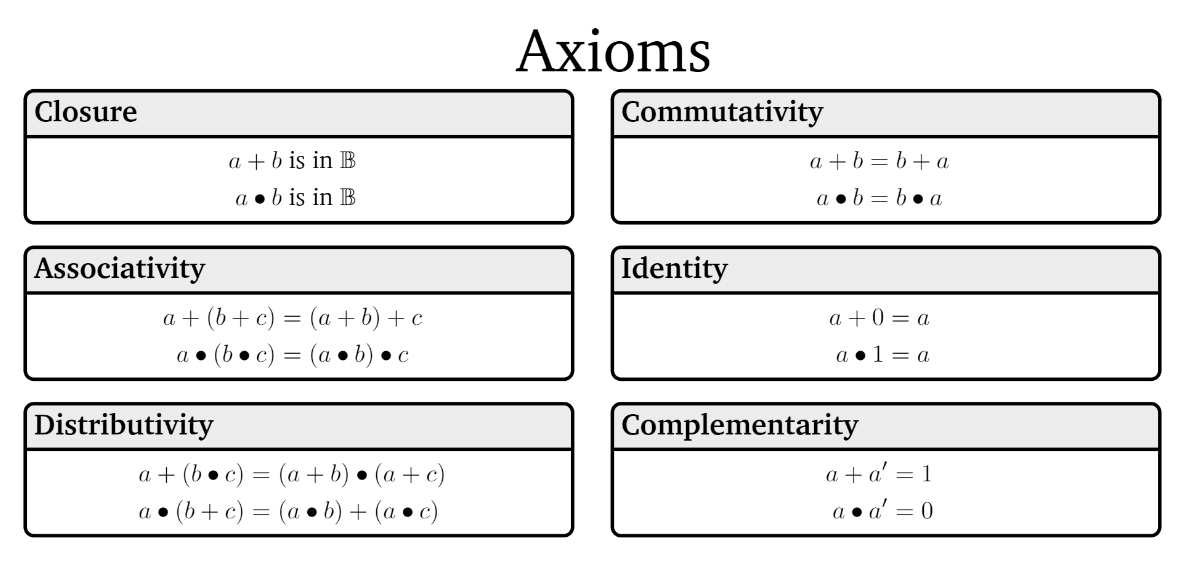 Axioms
Closure
a + b is in 𝔹
a • b is in 𝔹
Commutativity
a + b = b + a
a • b = b • a
Associativity
a + (b + c) = (a + b) + c
a • (b • c) = (a • b) • c
Identity
a + 0 = a
a • 1 = a
Distributivity
a + (b • c) = (a + b) • (a + c)
a • (b + c) = (a • b) + (a • c)
Complementarity
a + a′ = 1
a • a′ = 0